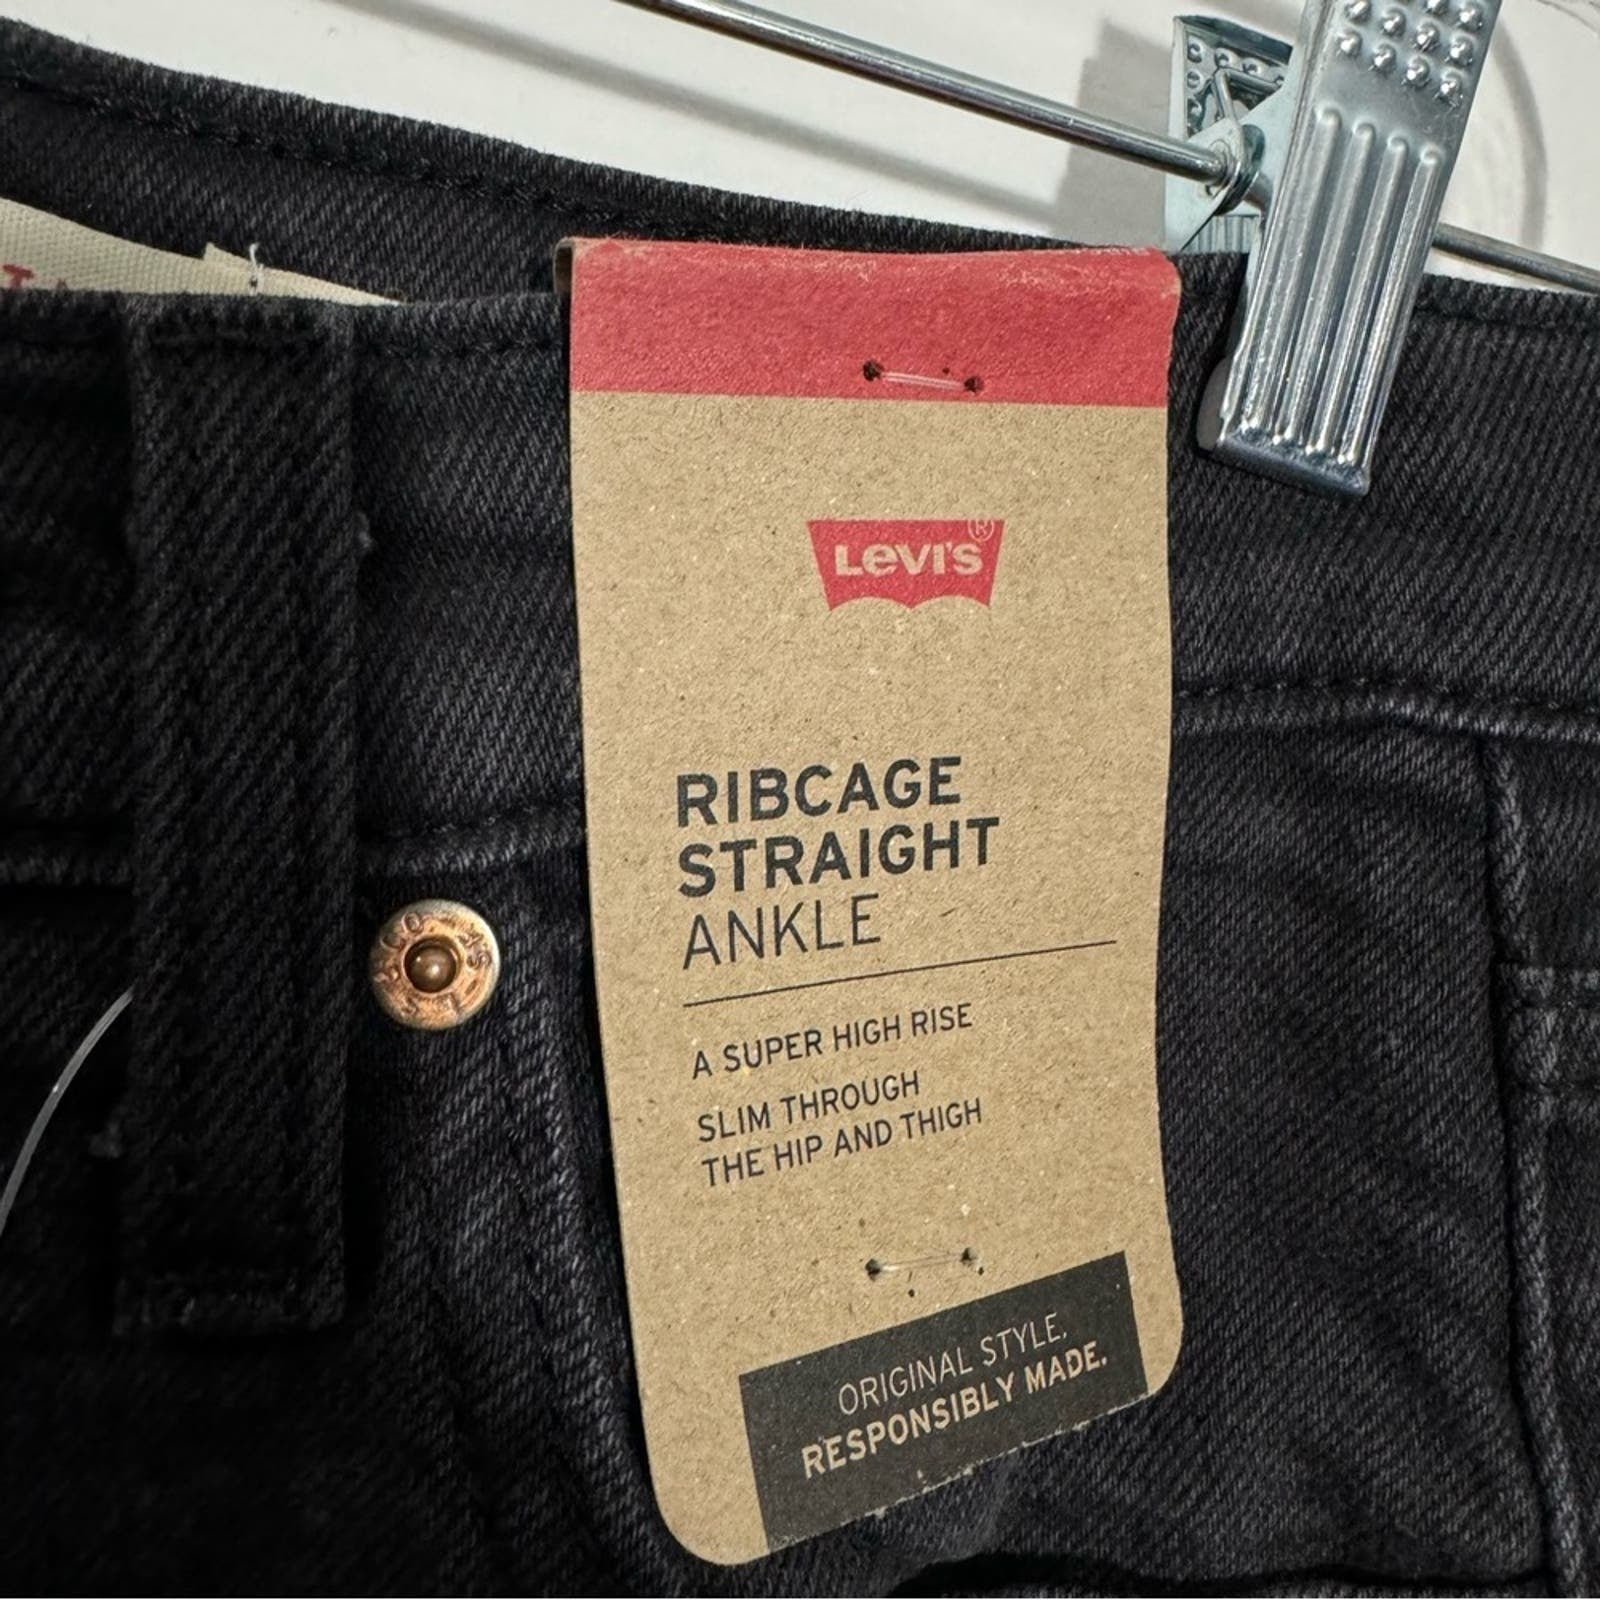 LEVI'S®
RIBCAGE
STRAIGHT
ANKLE
A SUPER HIGH RISE
SLIM THROUGH
THE HIP AND THIGH
ORIGINAL STYLE.
RESPONSIBLY MADE.